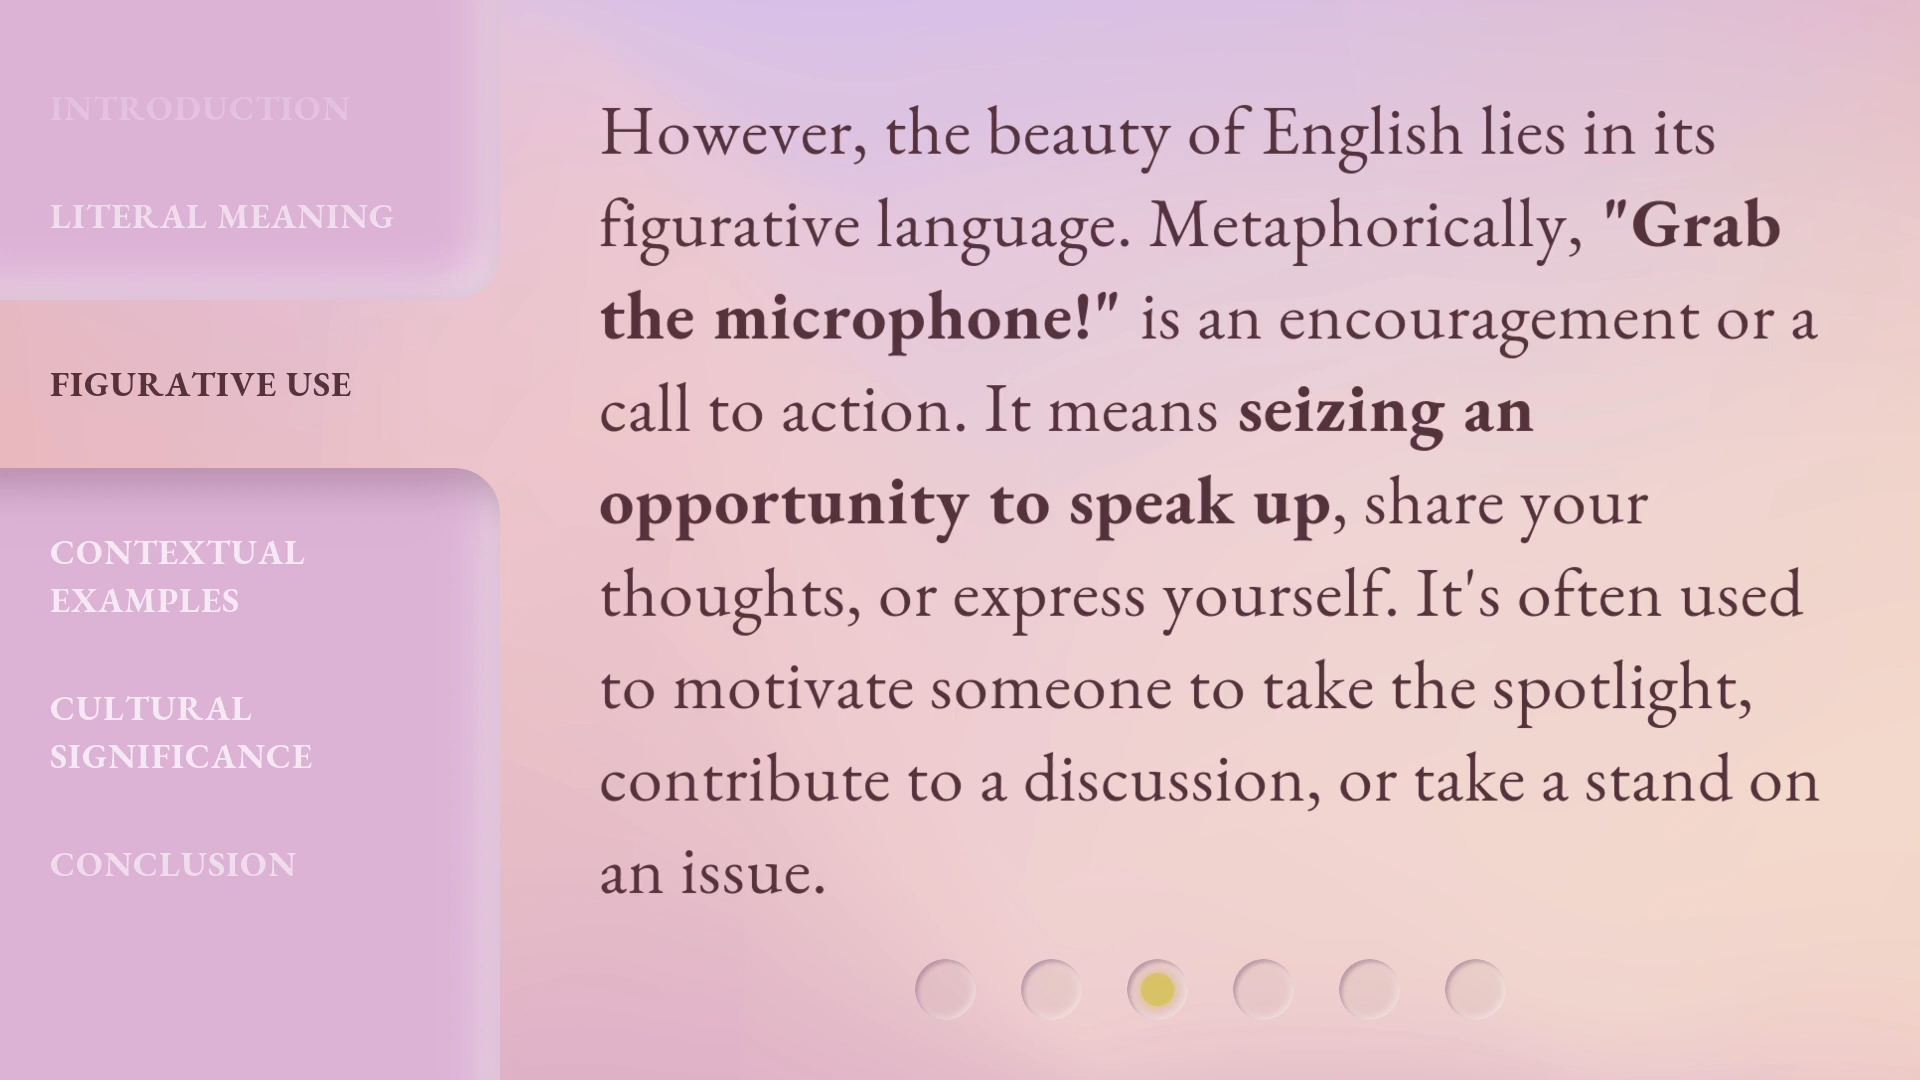 INTRODUCTION
LITERAL MEANING
FIGURATIVE USE
CONTEXTUAL
EXAMPLES
CULTURAL
SIGNIFICANCE
CONCLUSION
However, the beauty of English lies in its
figurative language. Metaphorically, "Grab
the microphone!" is an encouragement or a
call to action. It means seizing an
opportunity to speak up, share your
thoughts, or express yourself. It's often used
to motivate someone to take the spotlight,
contribute to a discussion, or take a stand on
an issue.